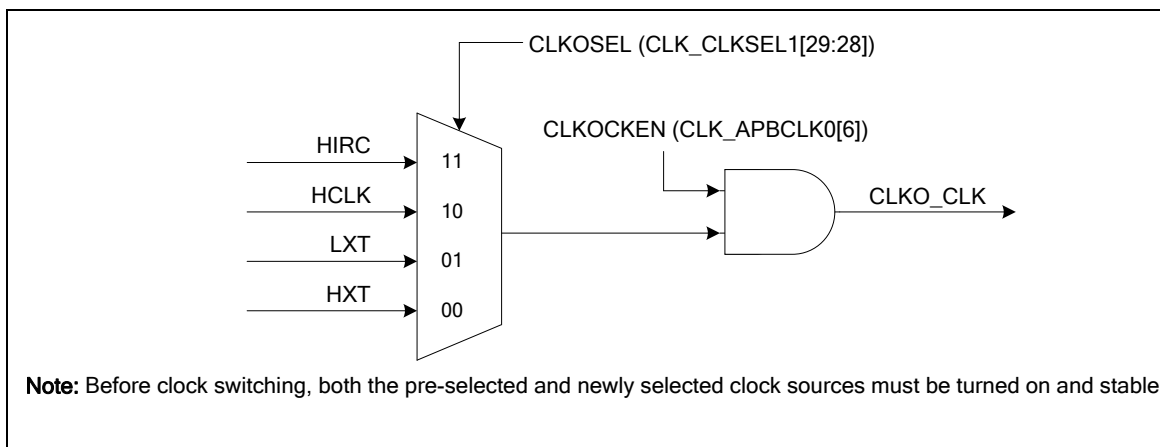 CLKOSEL (CLK_CLKSEL1[29:28])
CLKOCKEN (CLK_APBCLK0[6])
HIRC
11
HCLK
10
CLKO_CLK
LXT
01
HXT
00
Note: Before clock switching, both the pre-selected and newly selected clock sources must be turned on and stable